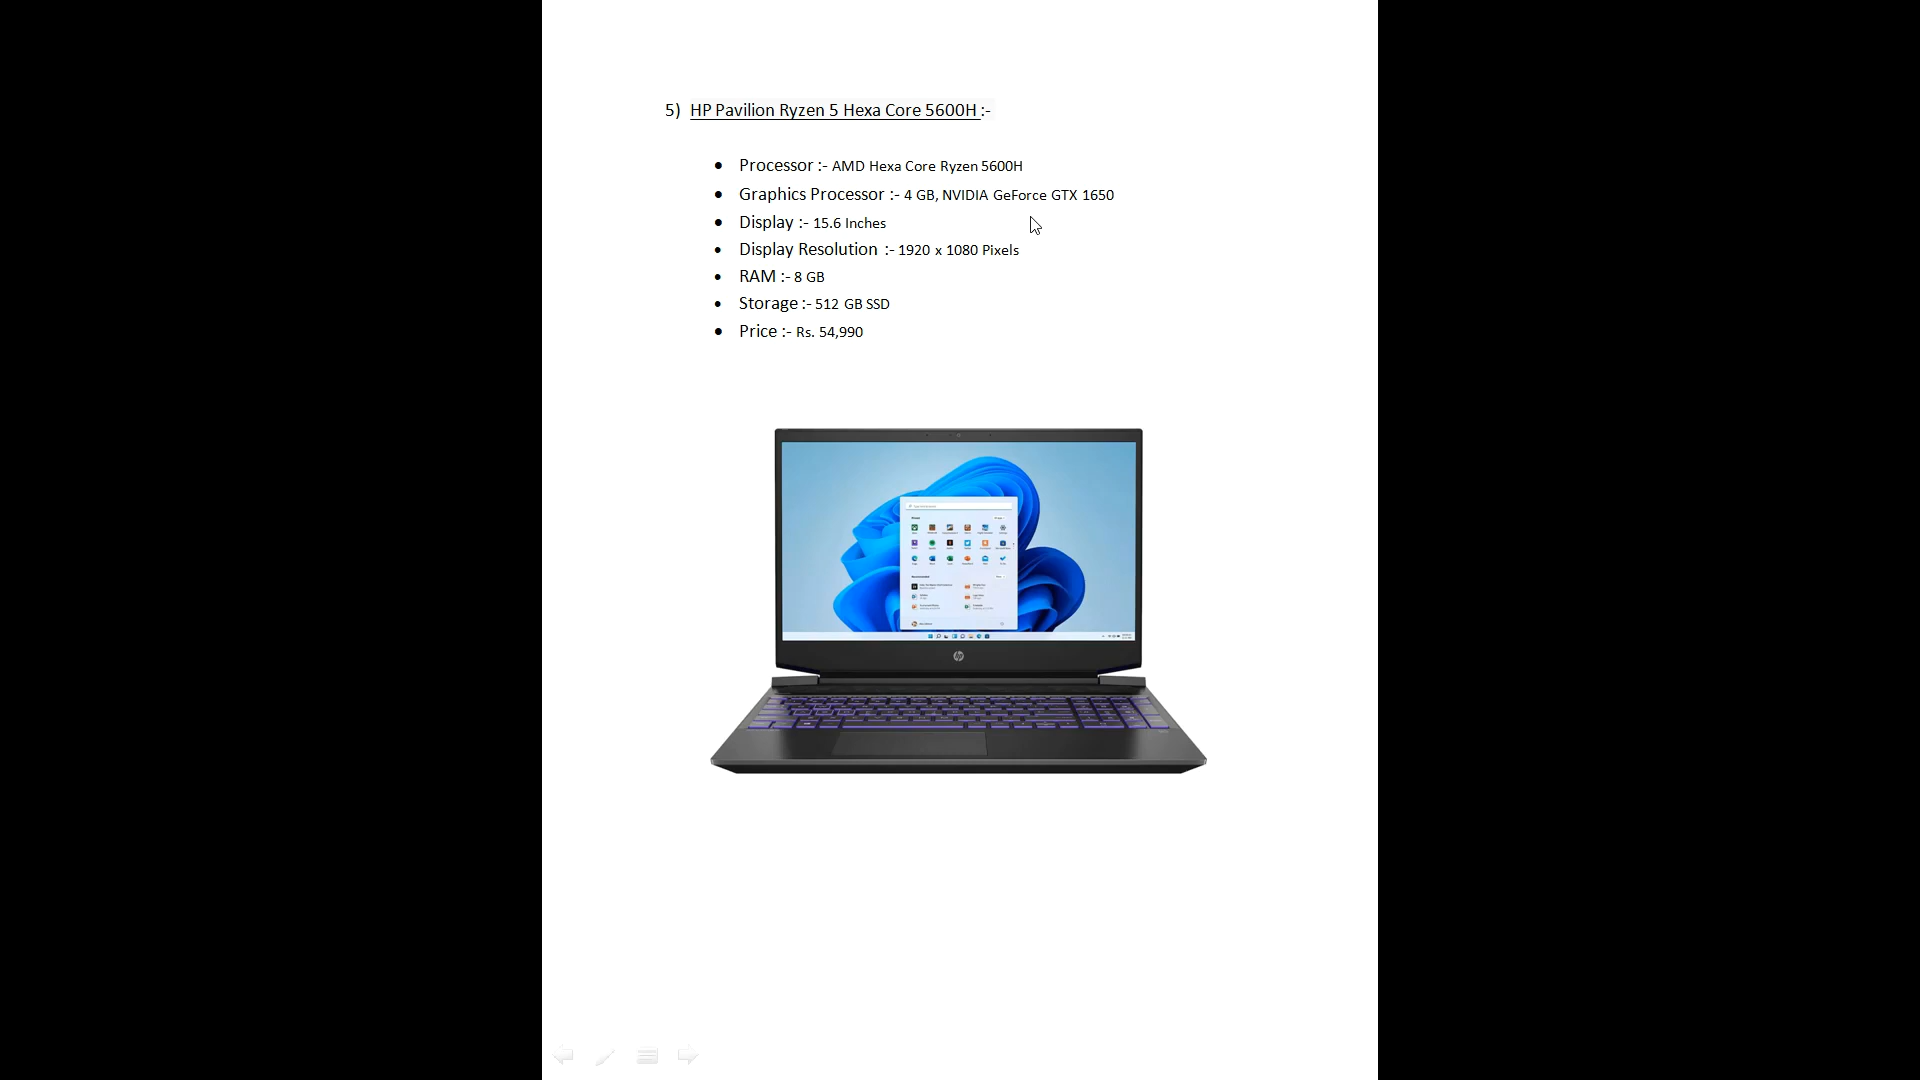 5) HP Pavilion Ryzen 5 Hexa Core 5600H :-
• Processor :- AMD Hexa Core Ryzen 5600H
• Graphics Processor :- 4 GB, NVIDIA GeForce GTX 1650
• Display :- 15.6 Inches
• Display Resolution :- 1920 x 1080 Pixels
• RAM :- 8 GB
• Storage :- 512 GB SSD
• Price :- Rs. 54,990
hp